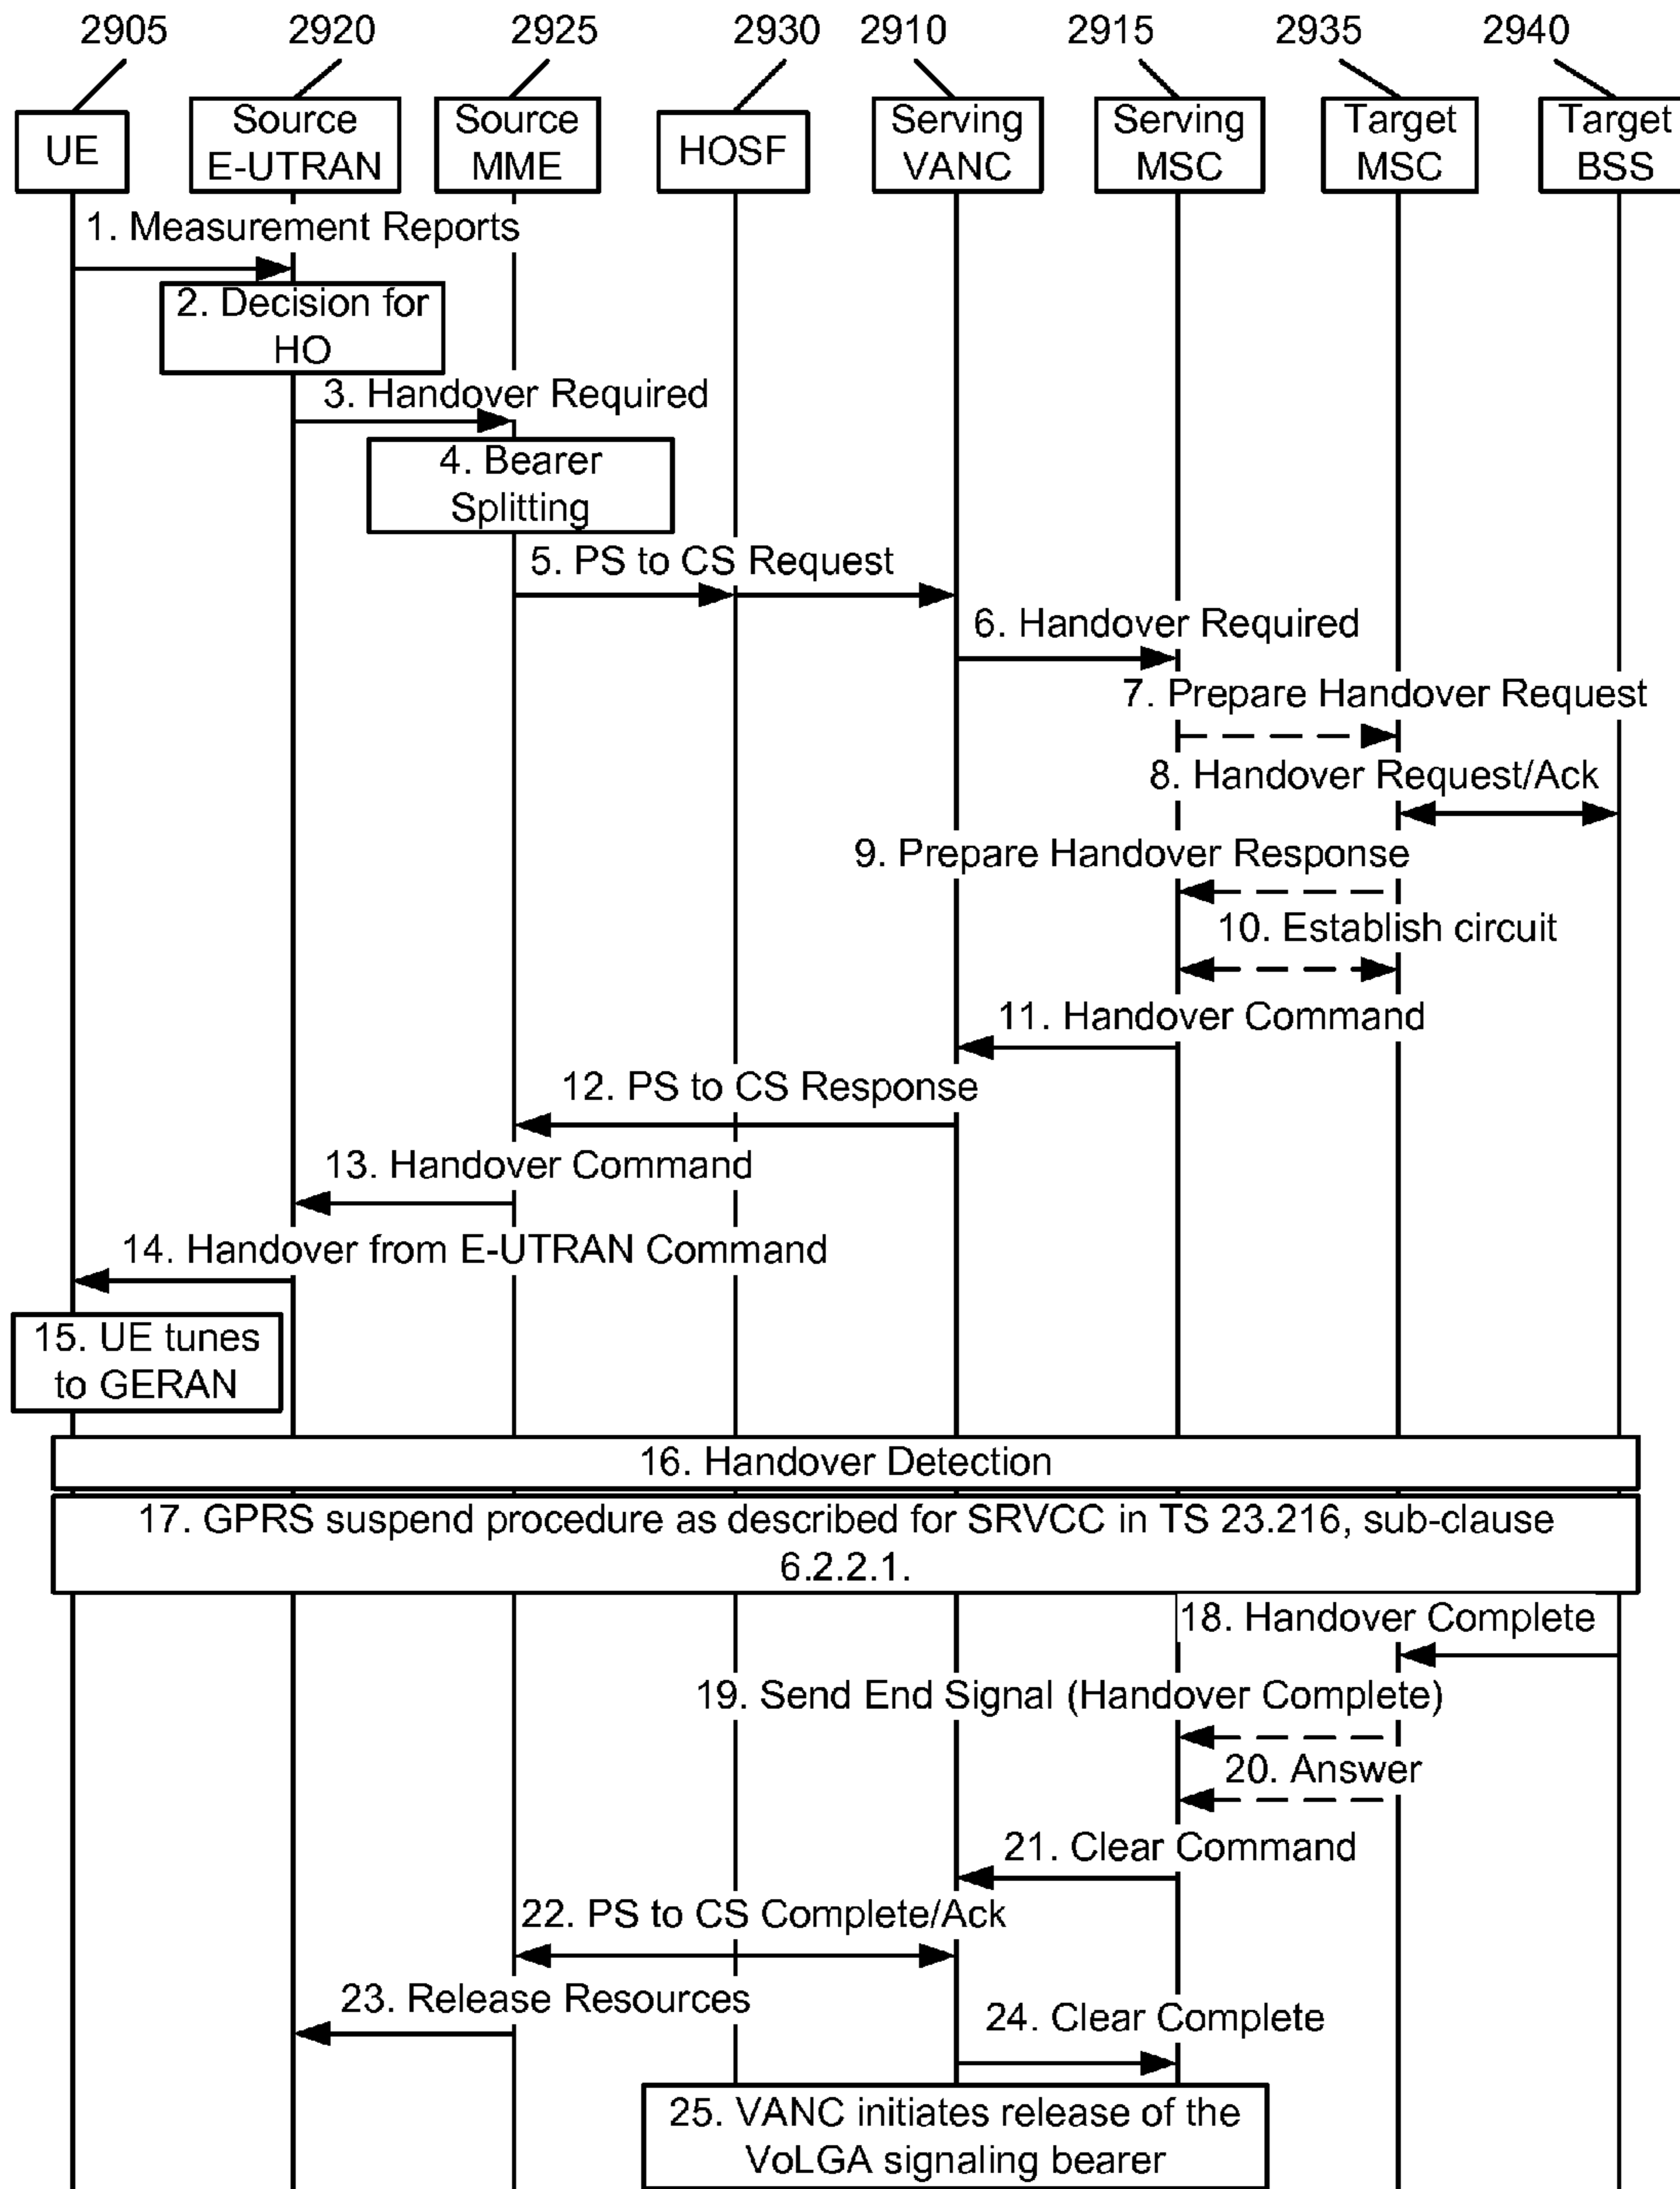 2905 2920 2925 2930 2910 2915 2935 2940
UE
Source
E-UTRAN
Source
MME
HOSF
Serving
VANC
Serving
MSC
Target
MSC
Target
BSS
1. Measurement Reports
2. Decision for
HO
3. Handover Required
4. Bearer
Splitting
5. PS to CS Request
6. Handover Required
7. Prepare Handover Request
8. Handover Request/Ack
9. Prepare Handover Response
10. Establish circuit
11. Handover Command
12. PS to CS Response
13. Handover Command
14. Handover from E-UTRAN Command
15. UE tunes
to GERAN
16. Handover Detection
17. GPRS suspend procedure as described for SRVCC in TS 23.216, sub-clause
6.2.2.1.
18. Handover Complete
19. Send End Signal (Handover Complete)
20. Answer
21. Clear Command
22. PS to CS Complete/Ack
23. Release Resources
24. Clear Complete
25. VANC initiates release of the
VoLGA signaling bearer